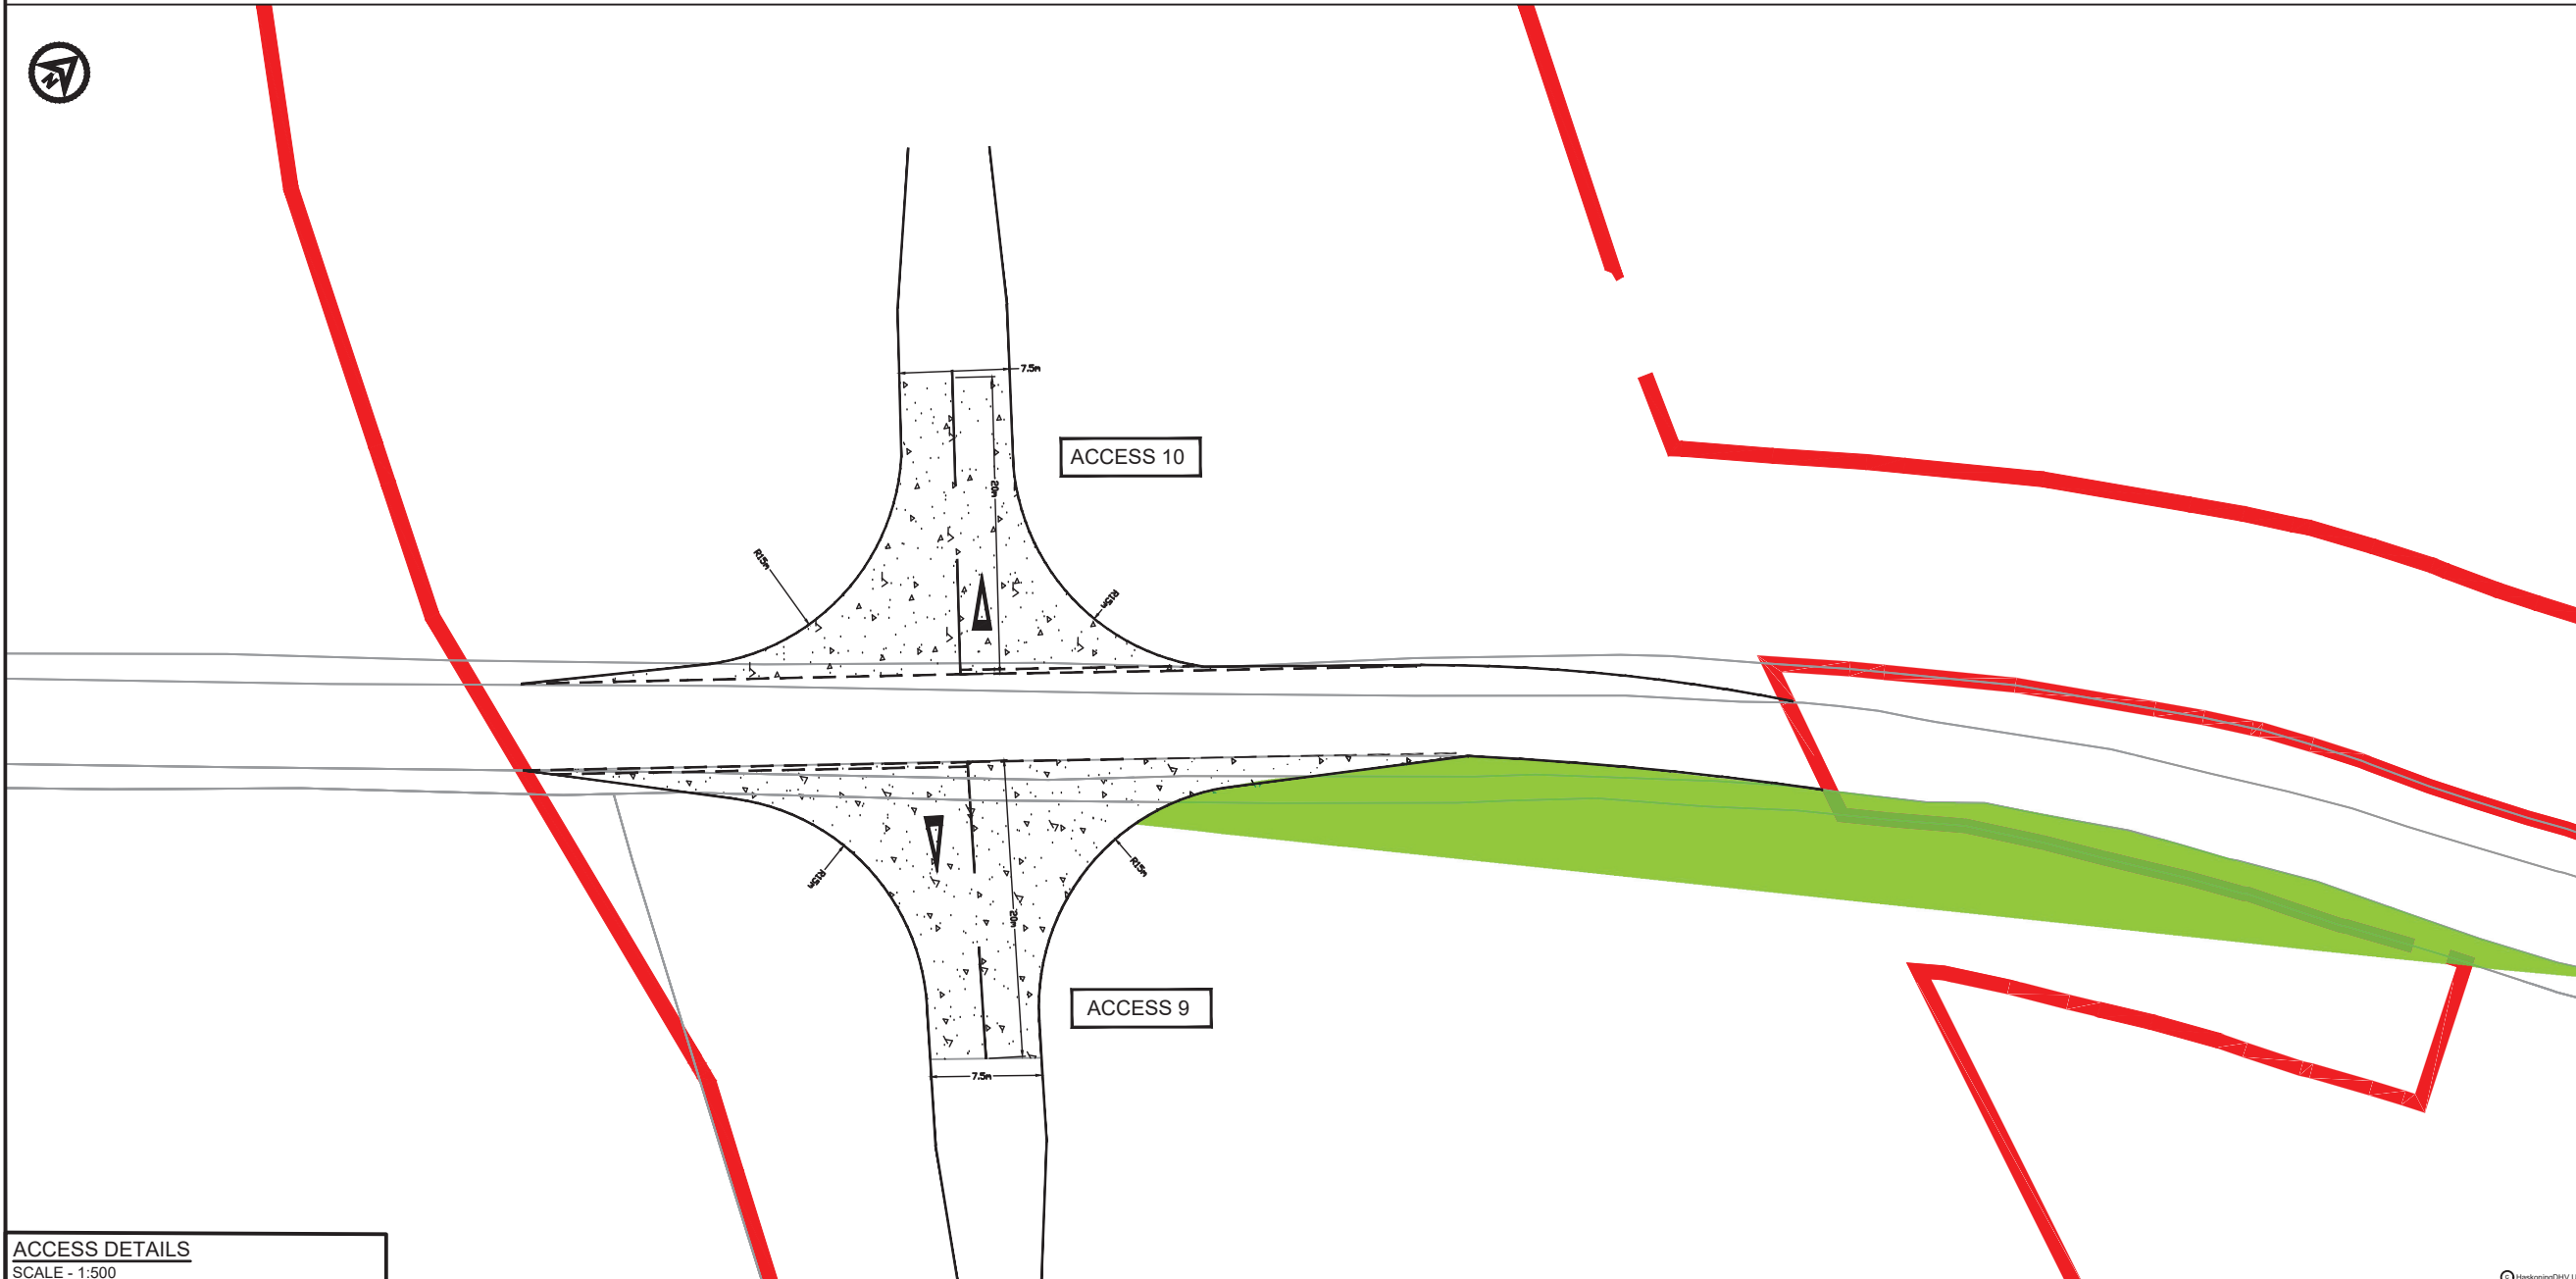 N
7.5m
ACCESS 10
20m
R15m
R15m
R15m
R15m
20m
ACCESS 9
7.5m
ACCESS DETAILS
SCALE - 1:500
© HaskoningDHV U